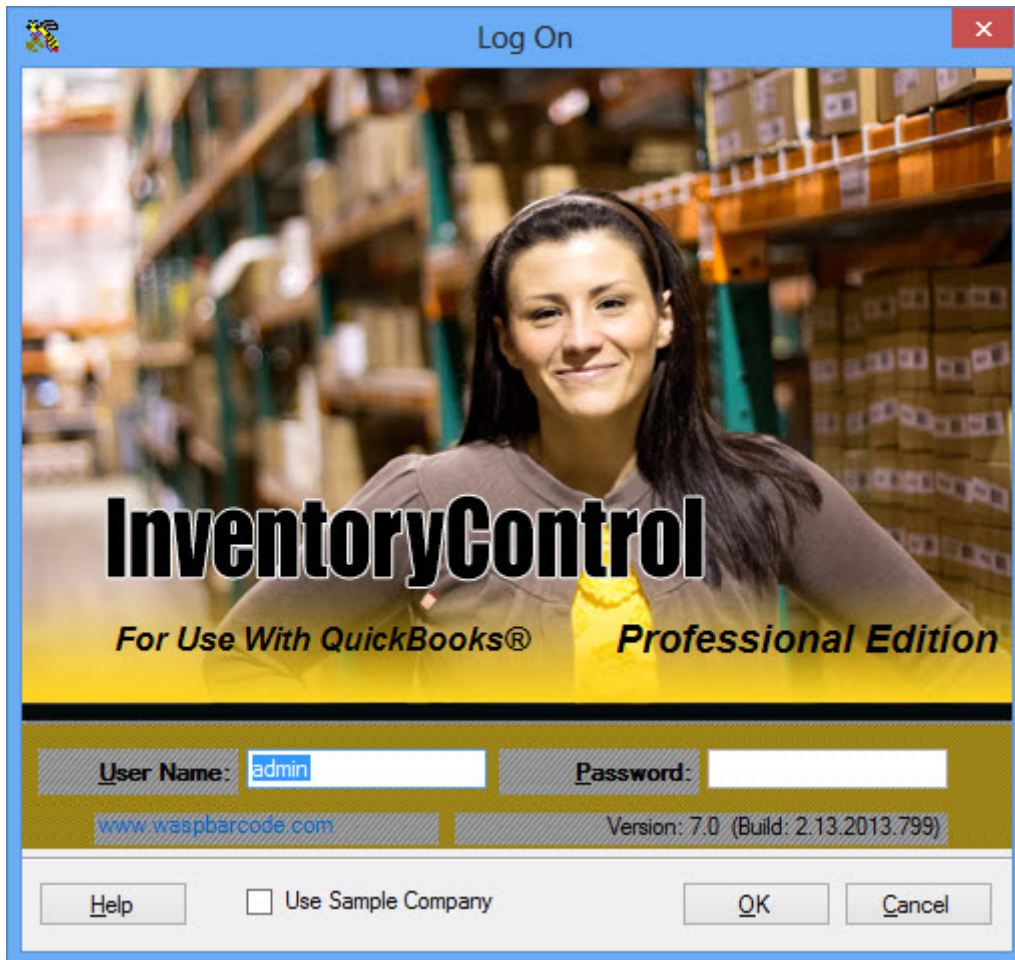 Log On
InventoryControl
For Use With QuickBooks® Professional Edition
User Name: admin Password:
www.waspbarcode.com Version: 7.0 (Build: 2.13.2013.799)
Help Use Sample Company OK Cancel